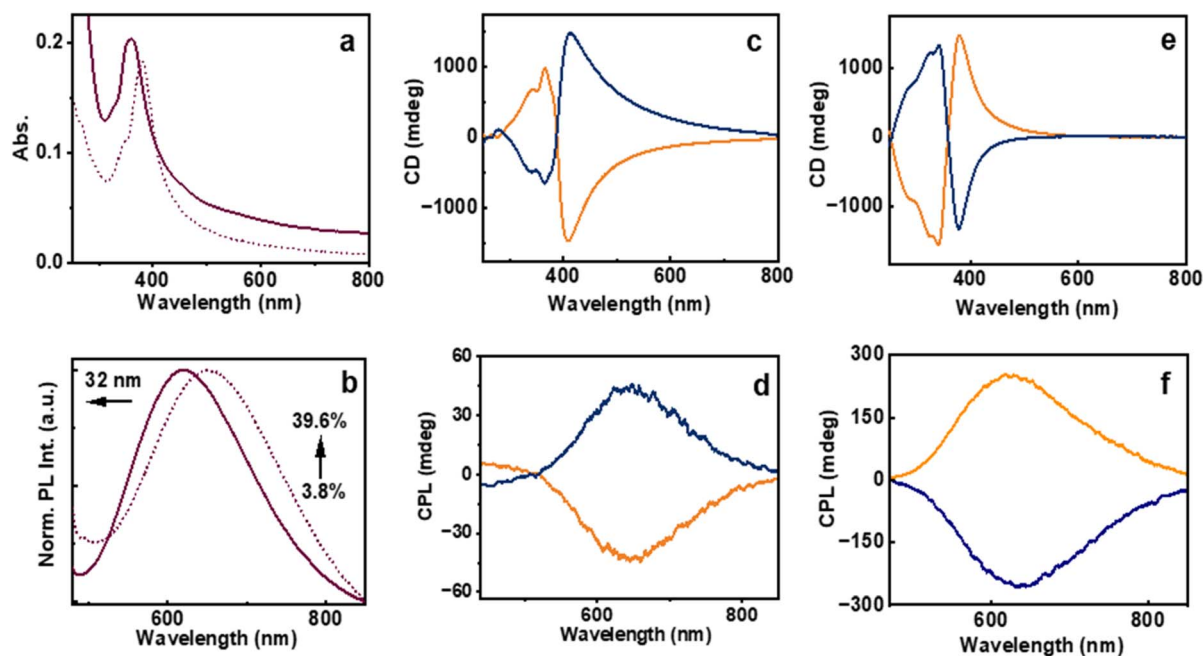 a
0.2
0.1
0.0
Abs.
400
600
800
Wavelength (nm)
c
1000
0
−1000
CD (mdeg)
400
600
800
Wavelength (nm)
e
1000
0
−1000
CD (mdeg)
400
600
800
Wavelength (nm)
b
32 nm
39.6%
3.8%
Norm. PL Int. (a.u.)
600
800
Wavelength (nm)
d
60
30
0
−30
−60
CPL (mdeg)
600
800
Wavelength (nm)
f
300
150
0
−150
−300
CPL (mdeg)
600
800
Wavelength (nm)